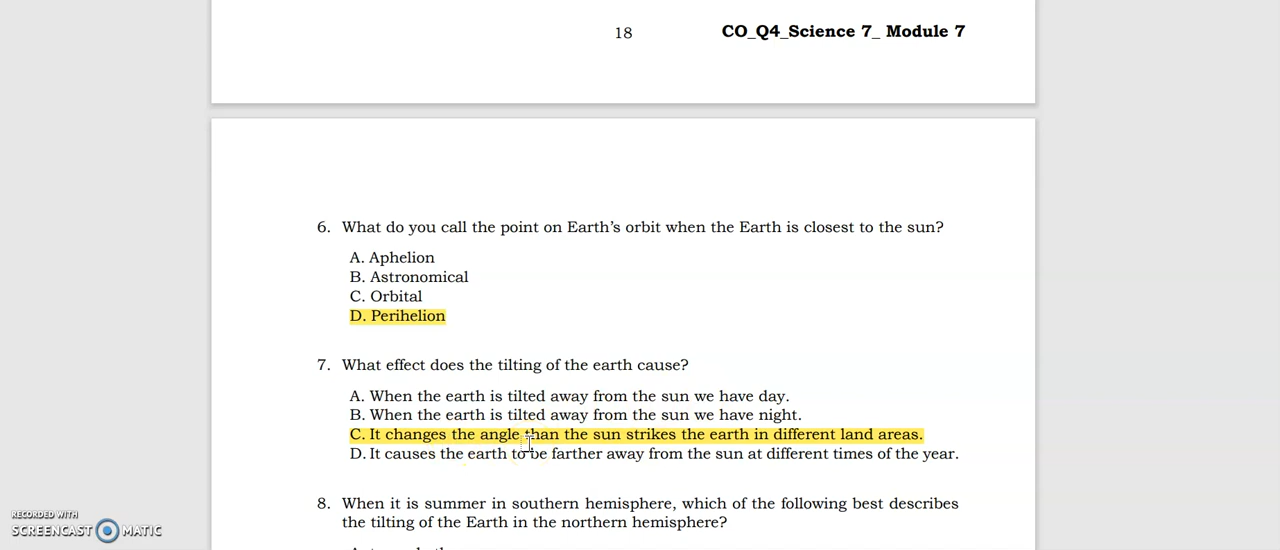 18 CO_Q4_Science 7_ Module 7
6. What do you call the point on Earth's orbit when the Earth is closest to the sun?
A. Aphelion
B. Astronomical
C. Orbital
D. Perihelion
7. What effect does the tilting of the earth cause?
A. When the earth is tilted away from the sun we have day.
B. When the earth is tilted away from the sun we have night.
C. It changes the angle than the sun strikes the earth in different land areas.
D. It causes the earth to be farther away from the sun at different times of the year.
8. When it is summer in southern hemisphere, which of the following best describes
the tilting of the Earth in the northern hemisphere?
RECORDED WITH
SCREENCAST MATIC